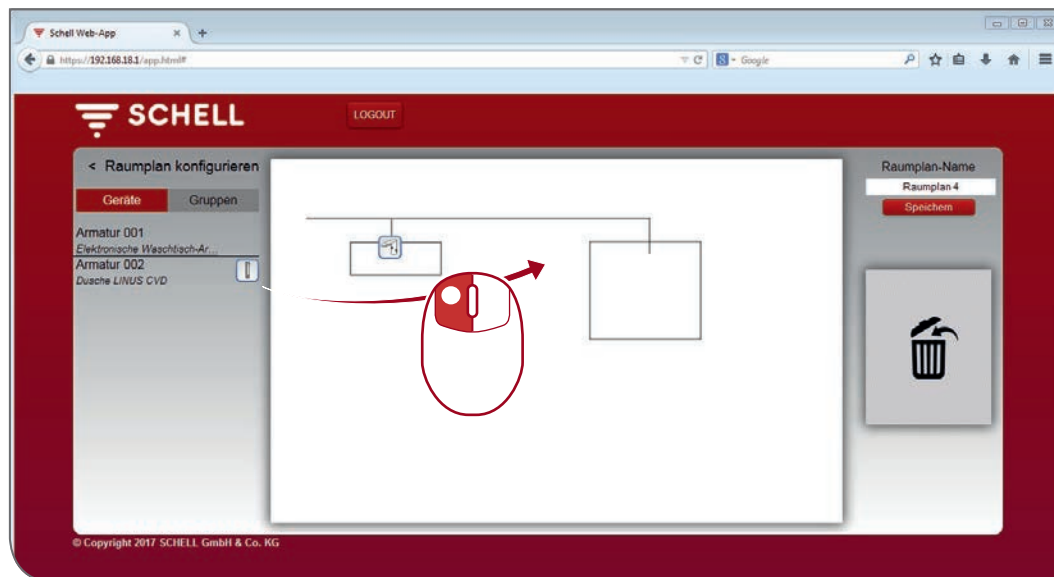 Schell Web-App
https://192.168.18.1/app.html#
Google
SCHELL
LOGOUT
< Raumplan konfigurieren
Geräte
Gruppen
Armatur 001
Elektronische Waschtisch-Ar...
Armatur 002
Dusche LINUS CVD
Raumplan-Name
Raumplan 4
Speichern
© Copyright 2017 SCHELL GmbH & Co. KG